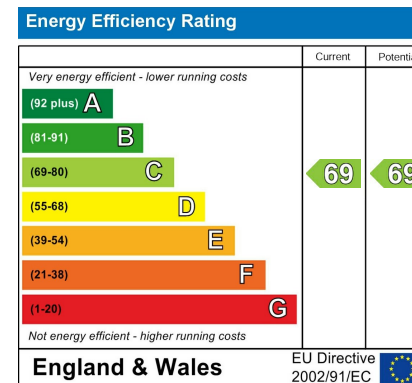 Energy Efficiency Rating
Current
Very energy efficient - lower running costs
(92 plus) A
(81-91) B
(69-80) C 69 69
(55-68) D
(39-54) E
(21-38) F
(1-20) G
Not energy efficient - higher running costs
England & Wales
EU Directive
2002/91/EC